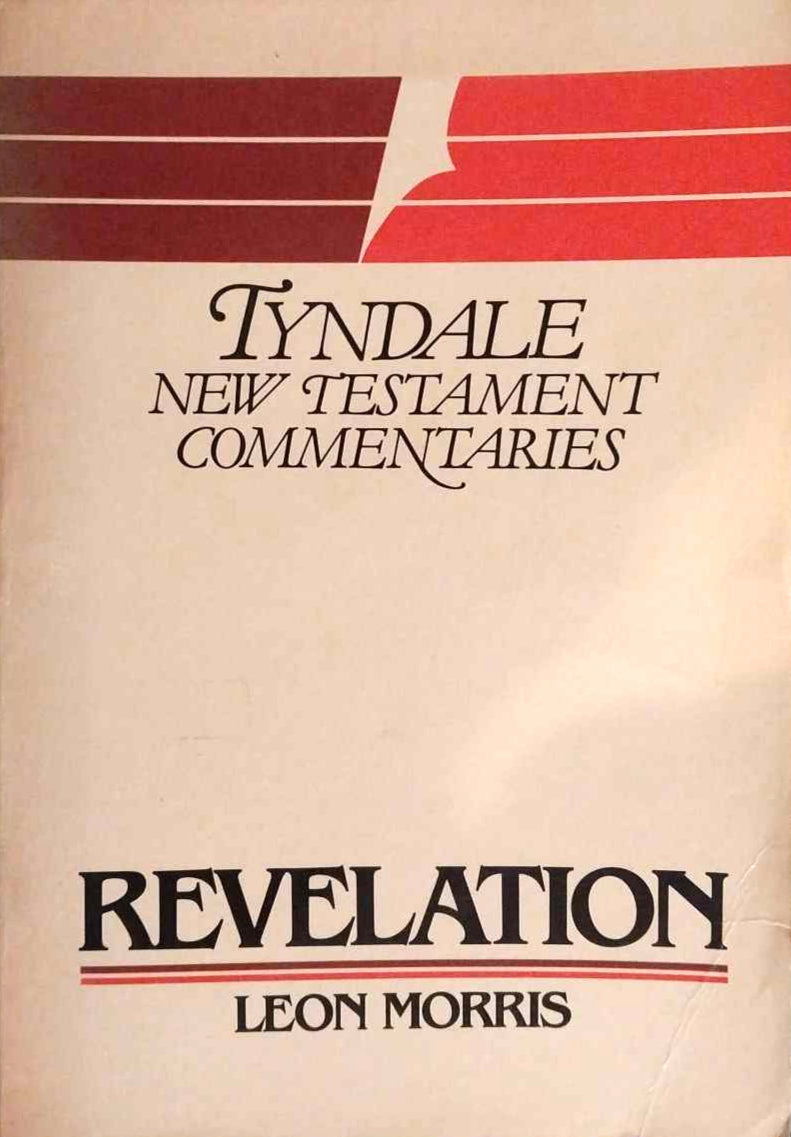 TYNDALE
NEW TESTAMENT
COMMENTARIES
REVELATION
LEON MORRIS